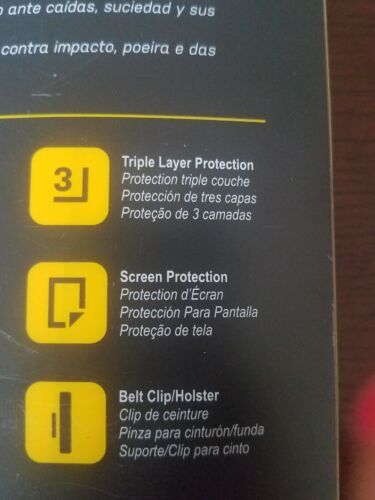 ante caídas, suciedad y sus
contra impacto, poeira e das
3
Triple Layer Protection
Protection triple couche
Protección de tres capas
Proteção de 3 camadas
Screen Protection
Protection d'Écran
Protección Para Pantalla
Proteção de tela
Belt Clip/Holster
Clip de ceinture
Pinza para cinturón/funda
Suporte/Clip para cinto